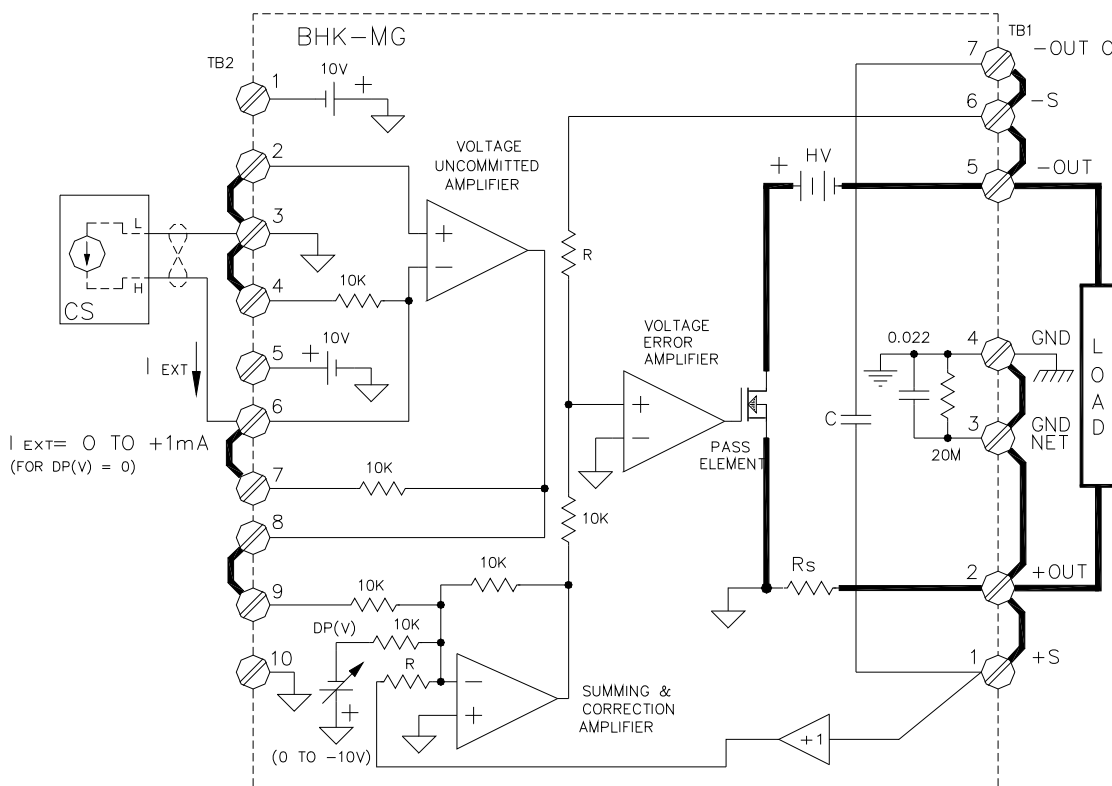 BHK-MG
TB2
TB1
1
10V
+
7
-OUT
6
-S
2
VOLTAGE
UNCOMMITTED
AMPLIFIER
+
HV
5
-OUT
3
L
+
-
R
4
10K
H
CS
VOLTAGE
ERROR
AMPLIFIER
5
+
10V
0.022
4
GND
LOAD
I EXT
6
+
-
C
3
GND
NET
20M
PASS
ELEMENT
I EXT= 0 TO +1mA
(FOR DP(V) = 0)
7
10K
8
10K
10K
Rs
2
+OUT
9
10K
DP(V)
10K
R
1
+S
10
-
+
+
SUMMING &
CORRECTION
AMPLIFIER
(0 TO -10V)
+1